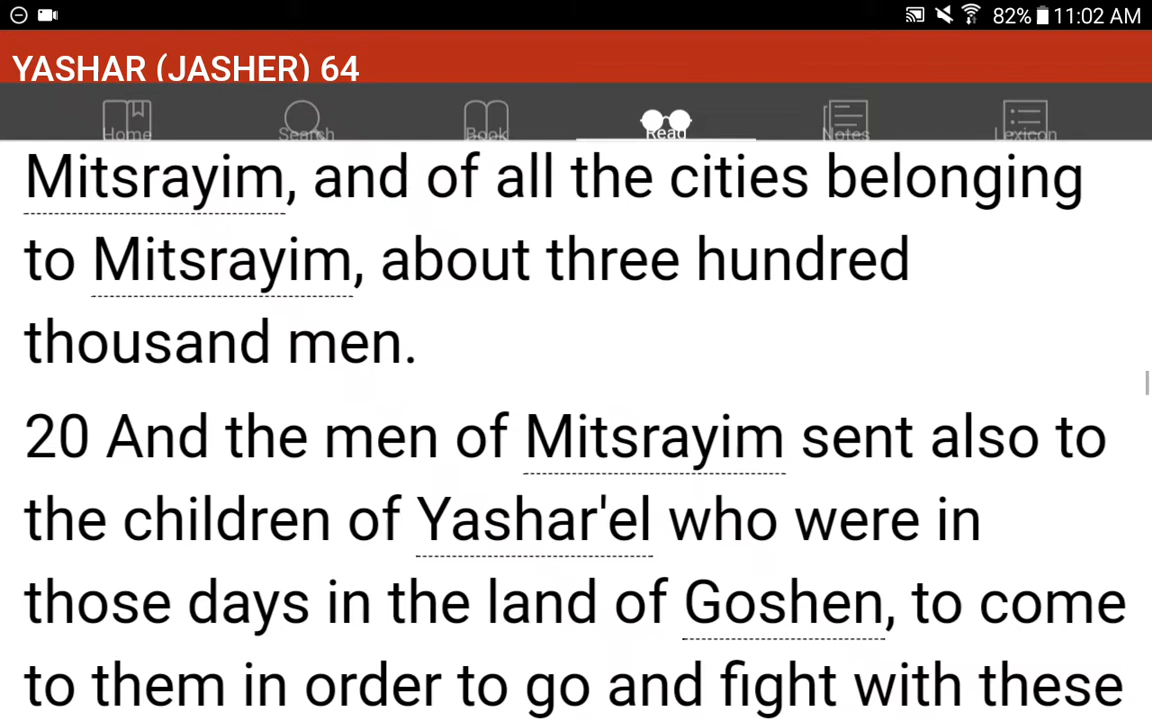 82% 11:02 AM
YASHAR (JASHER) 64
Home Search Book Read Notes Lexicon
Mitsrayim, and of all the cities belonging
to Mitsrayim, about three hundred
thousand men.
20 And the men of Mitsrayim sent also to
the children of Yashar'el who were in
those days in the land of Goshen, to come
to them in order to go and fight with these